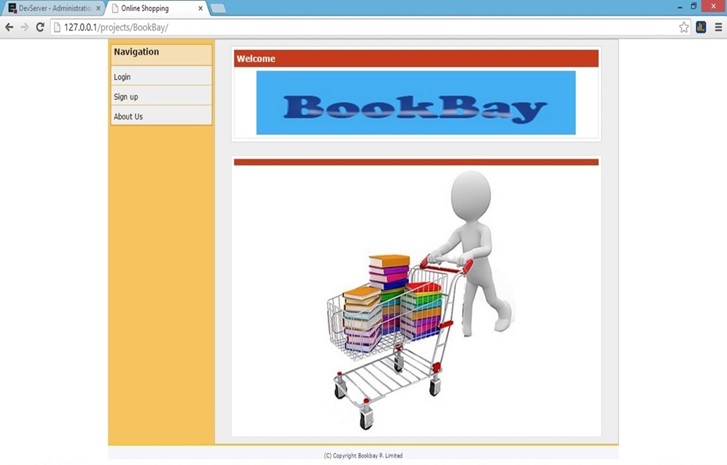 DevServer - Administratio
Online Shopping
127.0.0.1/projects/BookBay/
Navigation
Login
Sign up
About Us
Welcome
BookBay
(C) Copyright Bookbay P. Limited